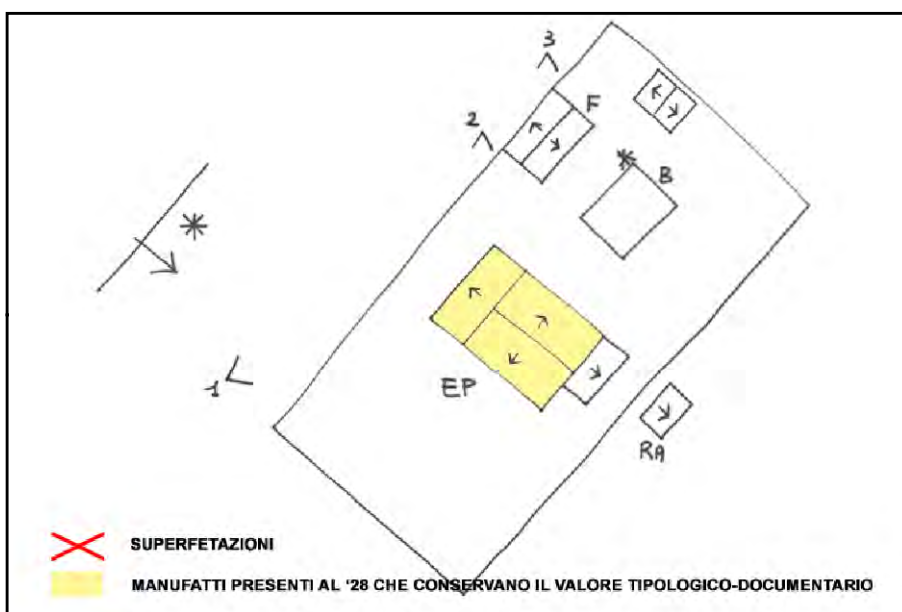 3
F
2
B
1
EP
RA
SUPERFETAZIONI
MANUFATTI PRESENTI AL '28 CHE CONSERVANO IL VALORE TIPOLOGICO-DOCUMENTARIO